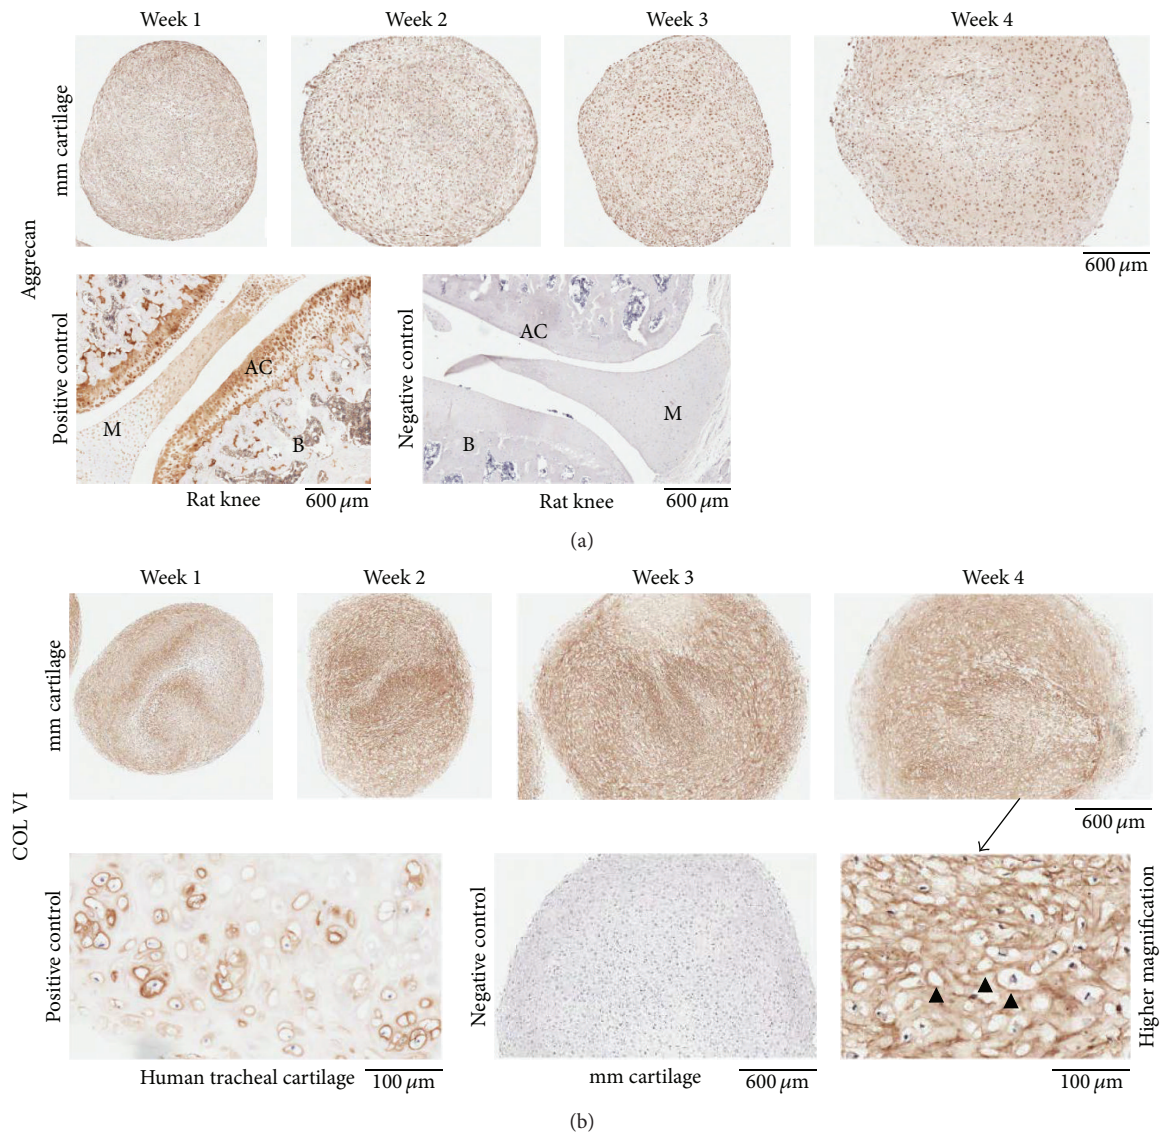 Week 1
Week 2
Week 3
Week 4
mm cartilage
600 µm
Aggrecan
Positive control
M
AC
B
Rat knee
600 µm
Negative control
AC
M
B
Rat knee
600 µm
(a)
Week 1
Week 2
Week 3
Week 4
mm cartilage
600 µm
COL VI
Positive control
Human tracheal cartilage
100 µm
Negative control
mm cartilage
600 µm
Higher magnification
100 µm
(b)